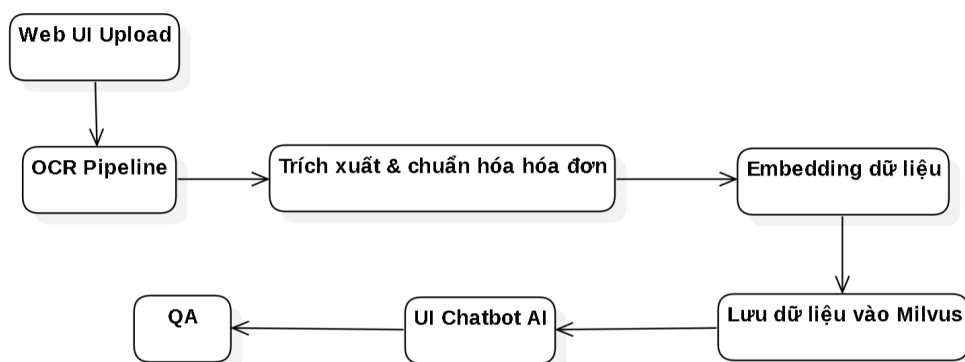 Web UI Upload
OCR Pipeline
Trích xuất & chuẩn hóa hóa đơn
Embedding dữ liệu
Lưu dữ liệu vào Milvus
UI Chatbot AI
QA